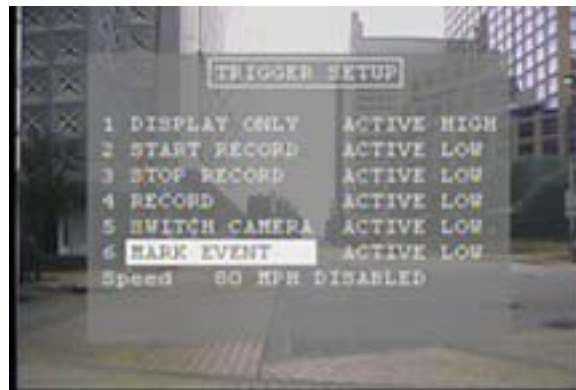 TRIGGER SETUP
1 DISPLAY ONLY ACTIVE HIGH
2 START RECORD ACTIVE LOW
3 STOP RECORD ACTIVE LOW
4 RECORD ACTIVE LOW
5 SWITCH CAMERA ACTIVE LOW
6 MARK EVENT ACTIVE LOW
Speed 80 MPH DISABLED